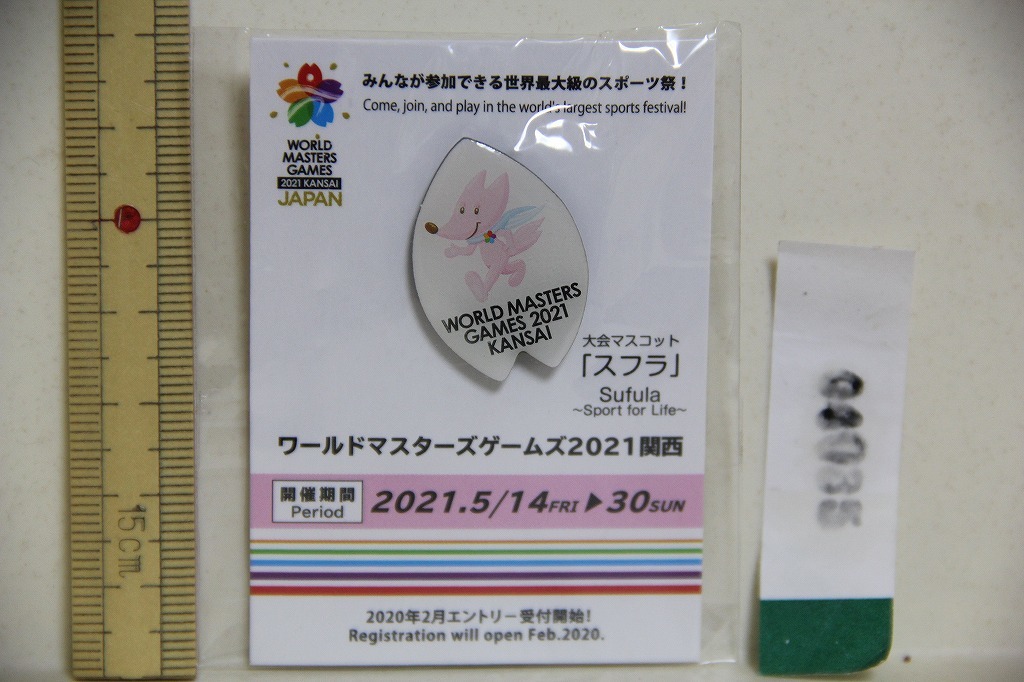 みんなが参加できる世界最大級のスポーツ祭！
Come, join, and play in the world's largest sports festival!
WORLD
MASTERS
GAMES
2021 KANSAI
JAPAN
WORLD MASTERS
GAMES 2021
KANSAI
大会マスコット
「スフラ」
Sufula
～Sport for Life～
ワールドマスターズゲームズ2021関西
開催期間
Period
2021.5/14FRI▶30SUN
2020年2月エントリー受付開始!
Registration will open Feb.2020.
15cm